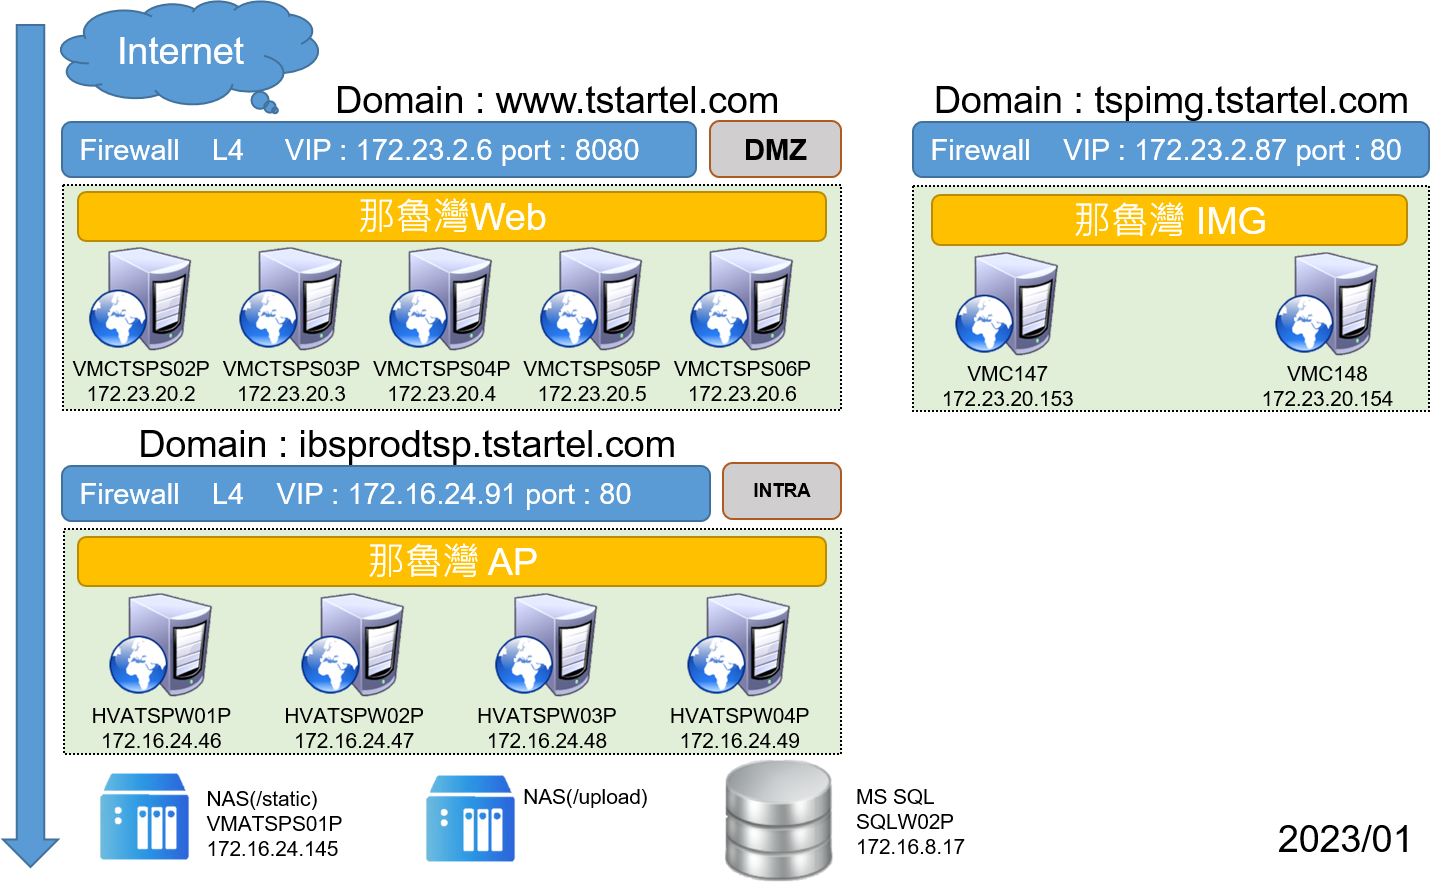 Internet
Domain : www.tstartel.com
Firewall L4 VIP : 172.23.2.6 port : 8080
DMZ
那魯灣Web
VMCTSPS02P
172.23.20.2
VMCTSPS03P
172.23.20.3
VMCTSPS04P
172.23.20.4
VMCTSPS05P
172.23.20.5
VMCTSPS06P
172.23.20.6
Domain : tspimg.tstartel.com
Firewall VIP : 172.23.2.87 port : 80
那魯灣 IMG
VMC147
172.23.20.153
VMC148
172.23.20.154
Domain : ibsprodtsp.tstartel.com
Firewall L4 VIP : 172.16.24.91 port : 80
INTRA
那魯灣 AP
HVATSPW01P
172.16.24.46
HVATSPW02P
172.16.24.47
HVATSPW03P
172.16.24.48
HVATSPW04P
172.16.24.49
NAS(/static)
VMATSPS01P
172.16.24.145
NAS(/upload)
MS SQL
SQLW02P
172.16.8.17
2023/01